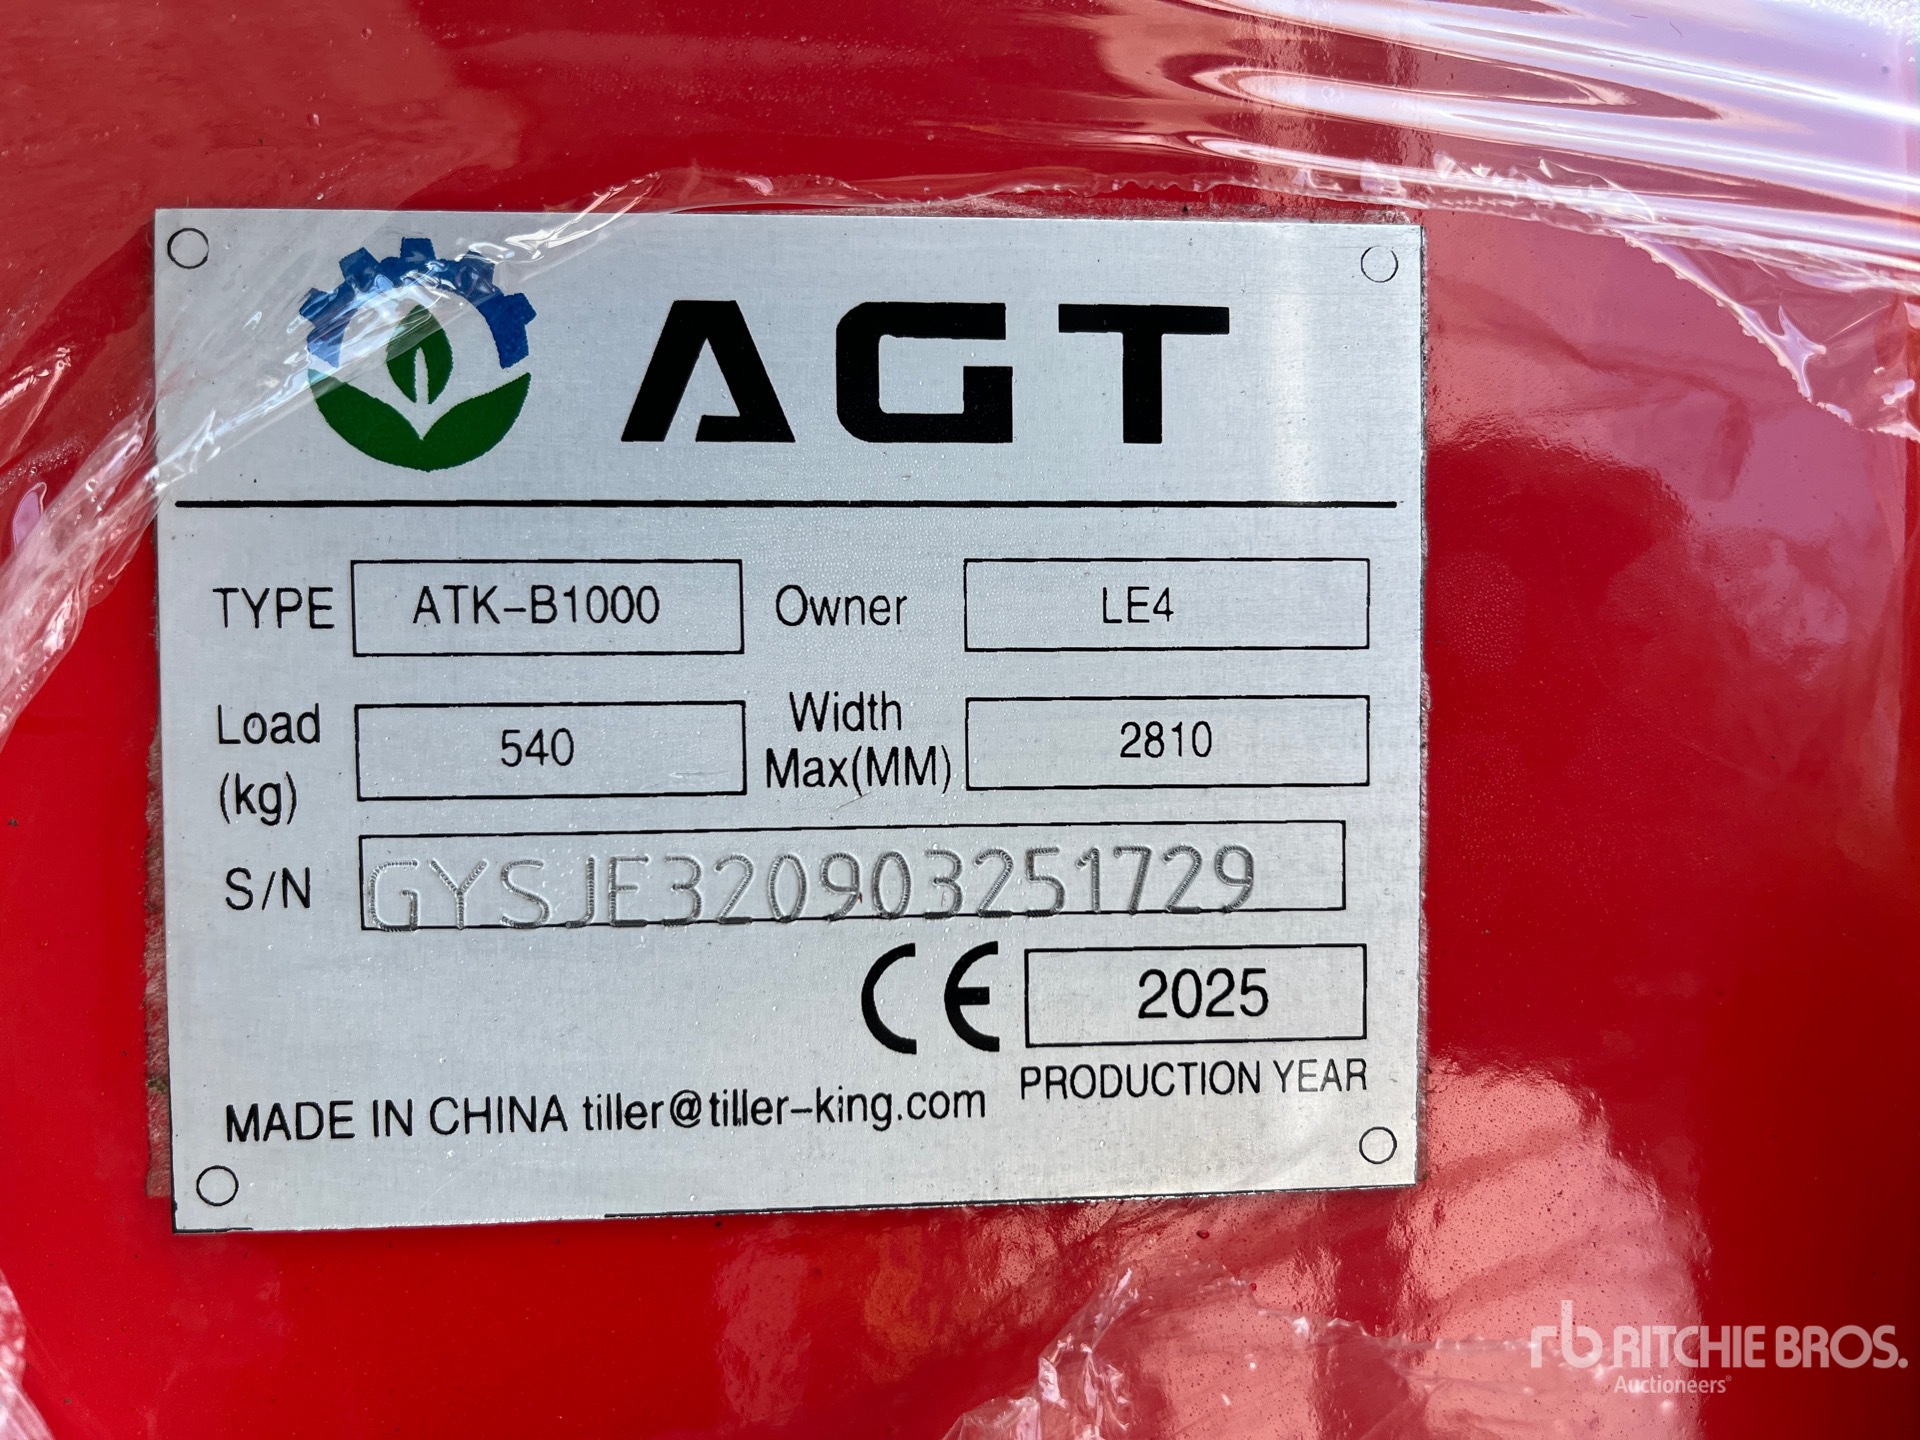 AGT
TYPE ATK-B1000 Owner LE4
Load (kg) 540 Width Max(MM) 2810
S/N GYSJE320903251729
CE 2025
PRODUCTION YEAR
MADE IN CHINA tiller@tiller-king.com
rb RITCHIE BROS.
Auctioneers®